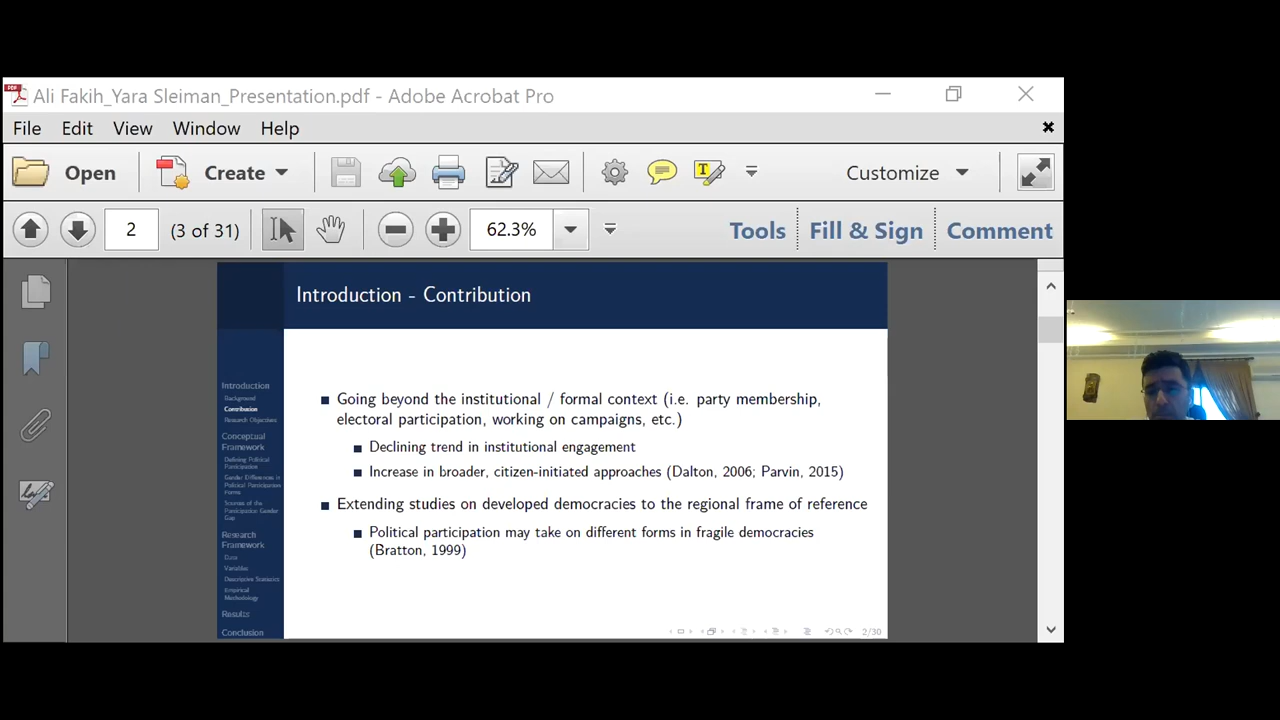 Ali Fakih_Yara Sleiman_Presentation.pdf - Adobe Acrobat Pro
File Edit View Window Help
Open Create Customize
2 (3 of 31) 62.3% Tools Fill & Sign Comment
Introduction - Contribution
Introduction
Background
Contribution
Research Objectives
Conceptual
Framework
Defining Political
Participation
Gender Differences in
Political Participation
Forms
Sources of the
Participation Gender
Gap
Research
Framework
Data
Variables
Descriptive Statistics
Empirical
Methodology
Results
Conclusion
Going beyond the institutional / formal context (i.e. party membership,
electoral participation, working on campaigns, etc.)
Declining trend in institutional engagement
Increase in broader, citizen-initiated approaches (Dalton, 2006; Parvin, 2015)
Extending studies on developed democracies to the regional frame of reference
Political participation may take on different forms in fragile democracies
(Bratton, 1999)
2/30